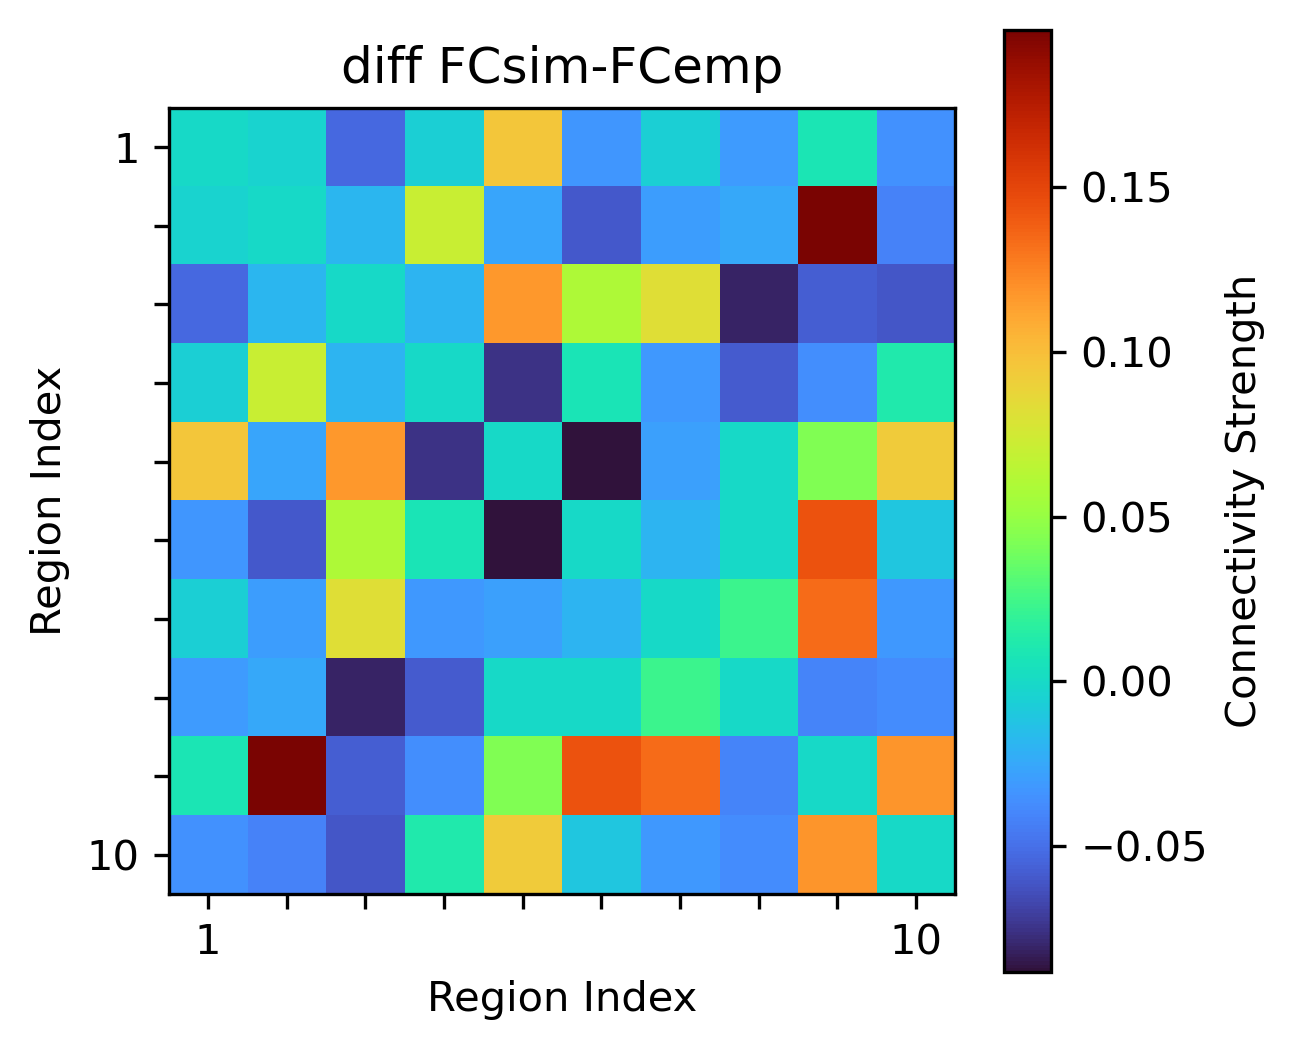 diff FCsim-FCemp
1
10
Region Index
1
10
Region Index
0.15
0.10
0.05
0.00
−0.05
Connectivity Strength